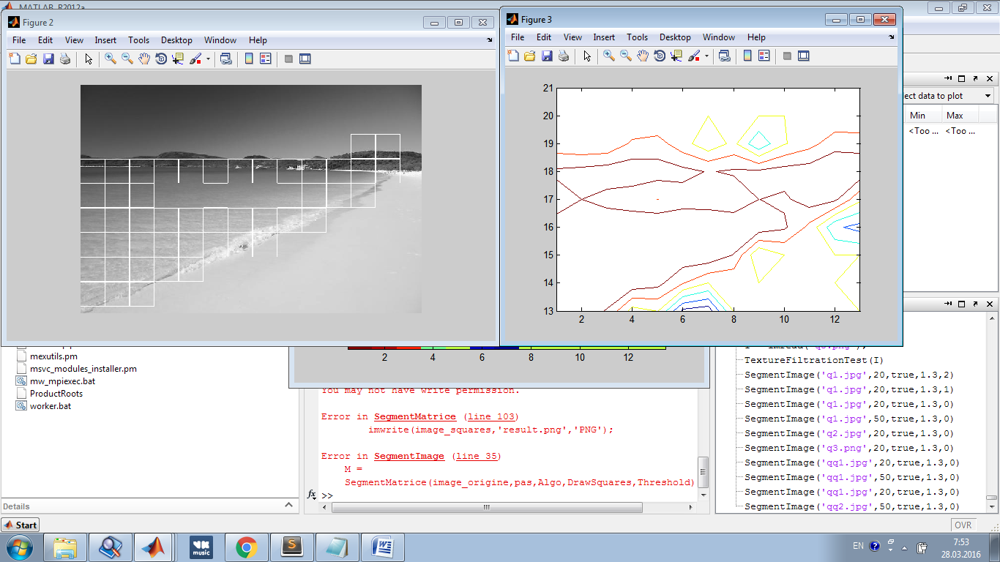 MATLAB R2012a
Figure 2
File Edit View Insert Tools Desktop Window Help
Figure 3
File Edit View Insert Tools Desktop Window Help
21
20
19
18
17
16
15
14
13
2 4 6 8 10 12
ect data to plot
Min Max
<Too ... <Too ...
2 4 6 8 10 12
mexutils.pm
msvc_modules_installer.pm
mw_mpiexec.bat
ProductRoots
worker.bat
Details
You may not have write permission.
Error in SegmentMatrice (line 103)
imwrite(image_squares,'result.png','PNG');
Error in SegmentImage (line 35)
M =
SegmentMatrice(image_origine,pas,Algo,DrawSquares,Threshold)
fx >>
TextureFiltrationTest(I)
SegmentImage('q1.jpg',20,true,1.3,2)
SegmentImage('q1.jpg',20,true,1.3,1)
SegmentImage('q1.jpg',20,true,1.3,0)
SegmentImage('q1.jpg',50,true,1.3,0)
SegmentImage('q2.jpg',20,true,1.3,0)
SegmentImage('q3.png',20,true,1.3,0)
SegmentImage('qq1.jpg',20,true,1.3,0)
SegmentImage('qq1.jpg',50,true,1.3,0)
SegmentImage('qq1.jpg',20,true,1.3,0)
SegmentImage('qq2.jpg',50,true,1.3,0)
Start
OVR
music
EN
7:53
28.03.2016